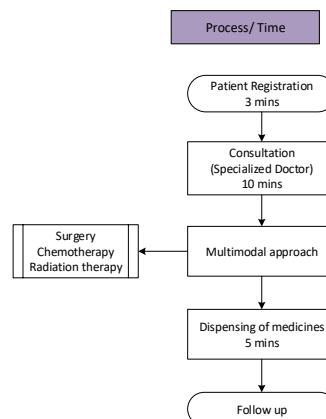 Process/ Time
Patient Registration
3 mins
Consultation
(Specialized Doctor)
10 mins
Surgery
Chemotherapy
Radiation therapy
Multimodal approach
Dispensing of medicines
5 mins
Follow up